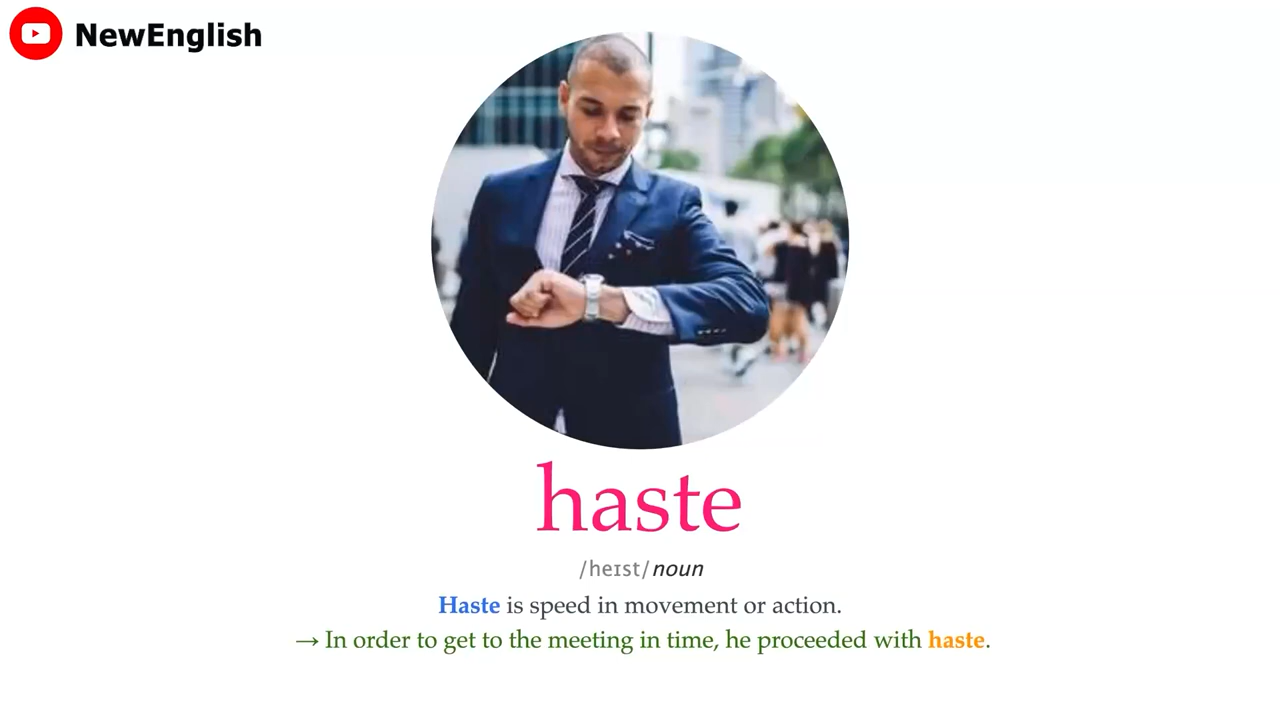 NewEnglish
haste
/heɪst/noun
Haste is speed in movement or action.
→ In order to get to the meeting in time, he proceeded with haste.